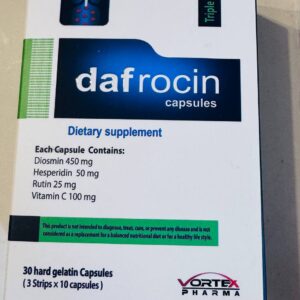 Triple
dafrocin
capsules
Dietary supplement
Each Capsule Contains:
Diosmin 450 mg
Hesperidin 50 mg
Rutin 25 mg
Vitamin C 100 mg
This product is not intended to diagnose, treat, cure, or prevent any disease and is not
considered as a replacement for a balanced nutritional diet or for a healthy life style.
30 hard gelatin Capsules
( 3 Strips x 10 capsules )
VORTEX
PHARMA